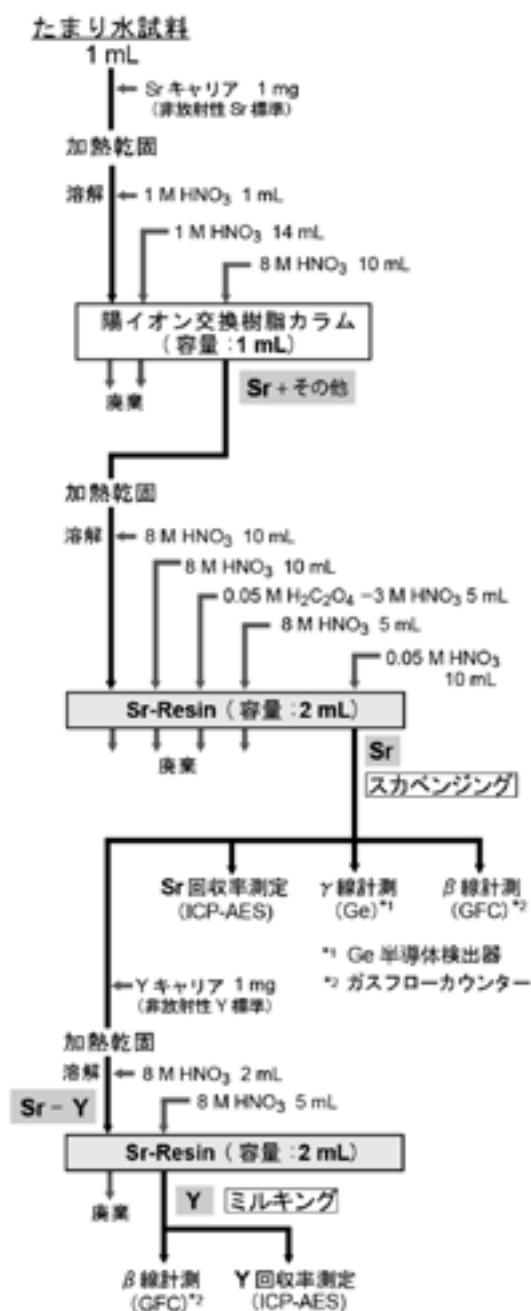 たまり水試料
1 mL
Sr キャリア 1 mg
(非放射性 Sr 標準)
加熱乾固
溶解
1 M HNO3 1 mL
1 M HNO3 14 mL
8 M HNO3 10 mL
陽イオン交換樹脂カラム
(容量:1 mL)
廃棄
Sr + その他
加熱乾固
溶解
8 M HNO3 10 mL
8 M HNO3 10 mL
0.05 M H2C2O4 −3 M HNO3 5 mL
8 M HNO3 5 mL
0.05 M HNO3
10 mL
Sr-Resin (容量:2 mL)
廃棄
Sr
スカベンジング
Sr 回収率測定
(ICP-AES)
γ線計測
(Ge)*1
β線計測
(GFC)*2
*1 Ge 半導体検出器
*2 ガスフローカウンター
Y キャリア 1 mg
(非放射性 Y 標準)
加熱乾固
溶解
8 M HNO3 2 mL
Sr − Y
8 M HNO3 5 mL
Sr-Resin (容量:2 mL)
廃棄
Y
ミルキング
β線計測
(GFC)*2
Y 回収率測定
(ICP-AES)